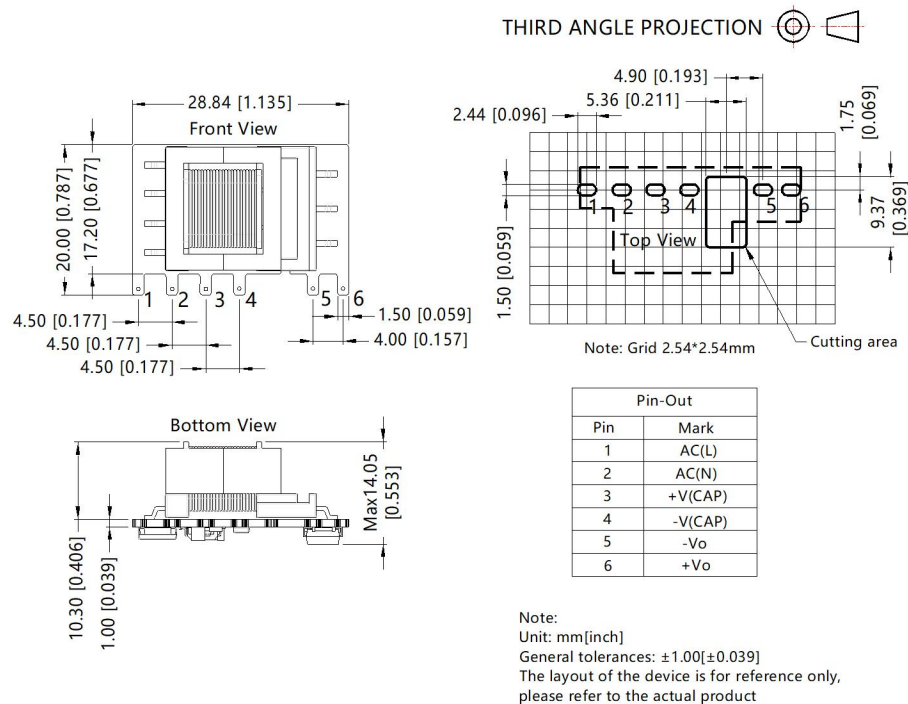 THIRD ANGLE PROJECTION
28.84 [1.135]
Front View
20.00 [0.787]
17.20 [0.677]
1 2 3 4 5 6
4.50 [0.177]
4.50 [0.177]
4.50 [0.177]
1.50 [0.059]
4.00 [0.157]
4.90 [0.193]
5.36 [0.211]
2.44 [0.096]
1.75
[0.069]
1 2 3 4 5 6
Top View
9.37
[0.369]
1.50 [0.059]
Note: Grid 2.54*2.54mm
Cutting area
Bottom View
Max14.05
[0.553]
10.30 [0.406]
1.00 [0.039]
Pin-Out
Pin Mark
1 AC(L)
2 AC(N)
3 +V(CAP)
4 -V(CAP)
5 -Vo
6 +Vo
Note:
Unit: mm[inch]
General tolerances: ±1.00[±0.039]
The layout of the device is for reference only,
please refer to the actual product